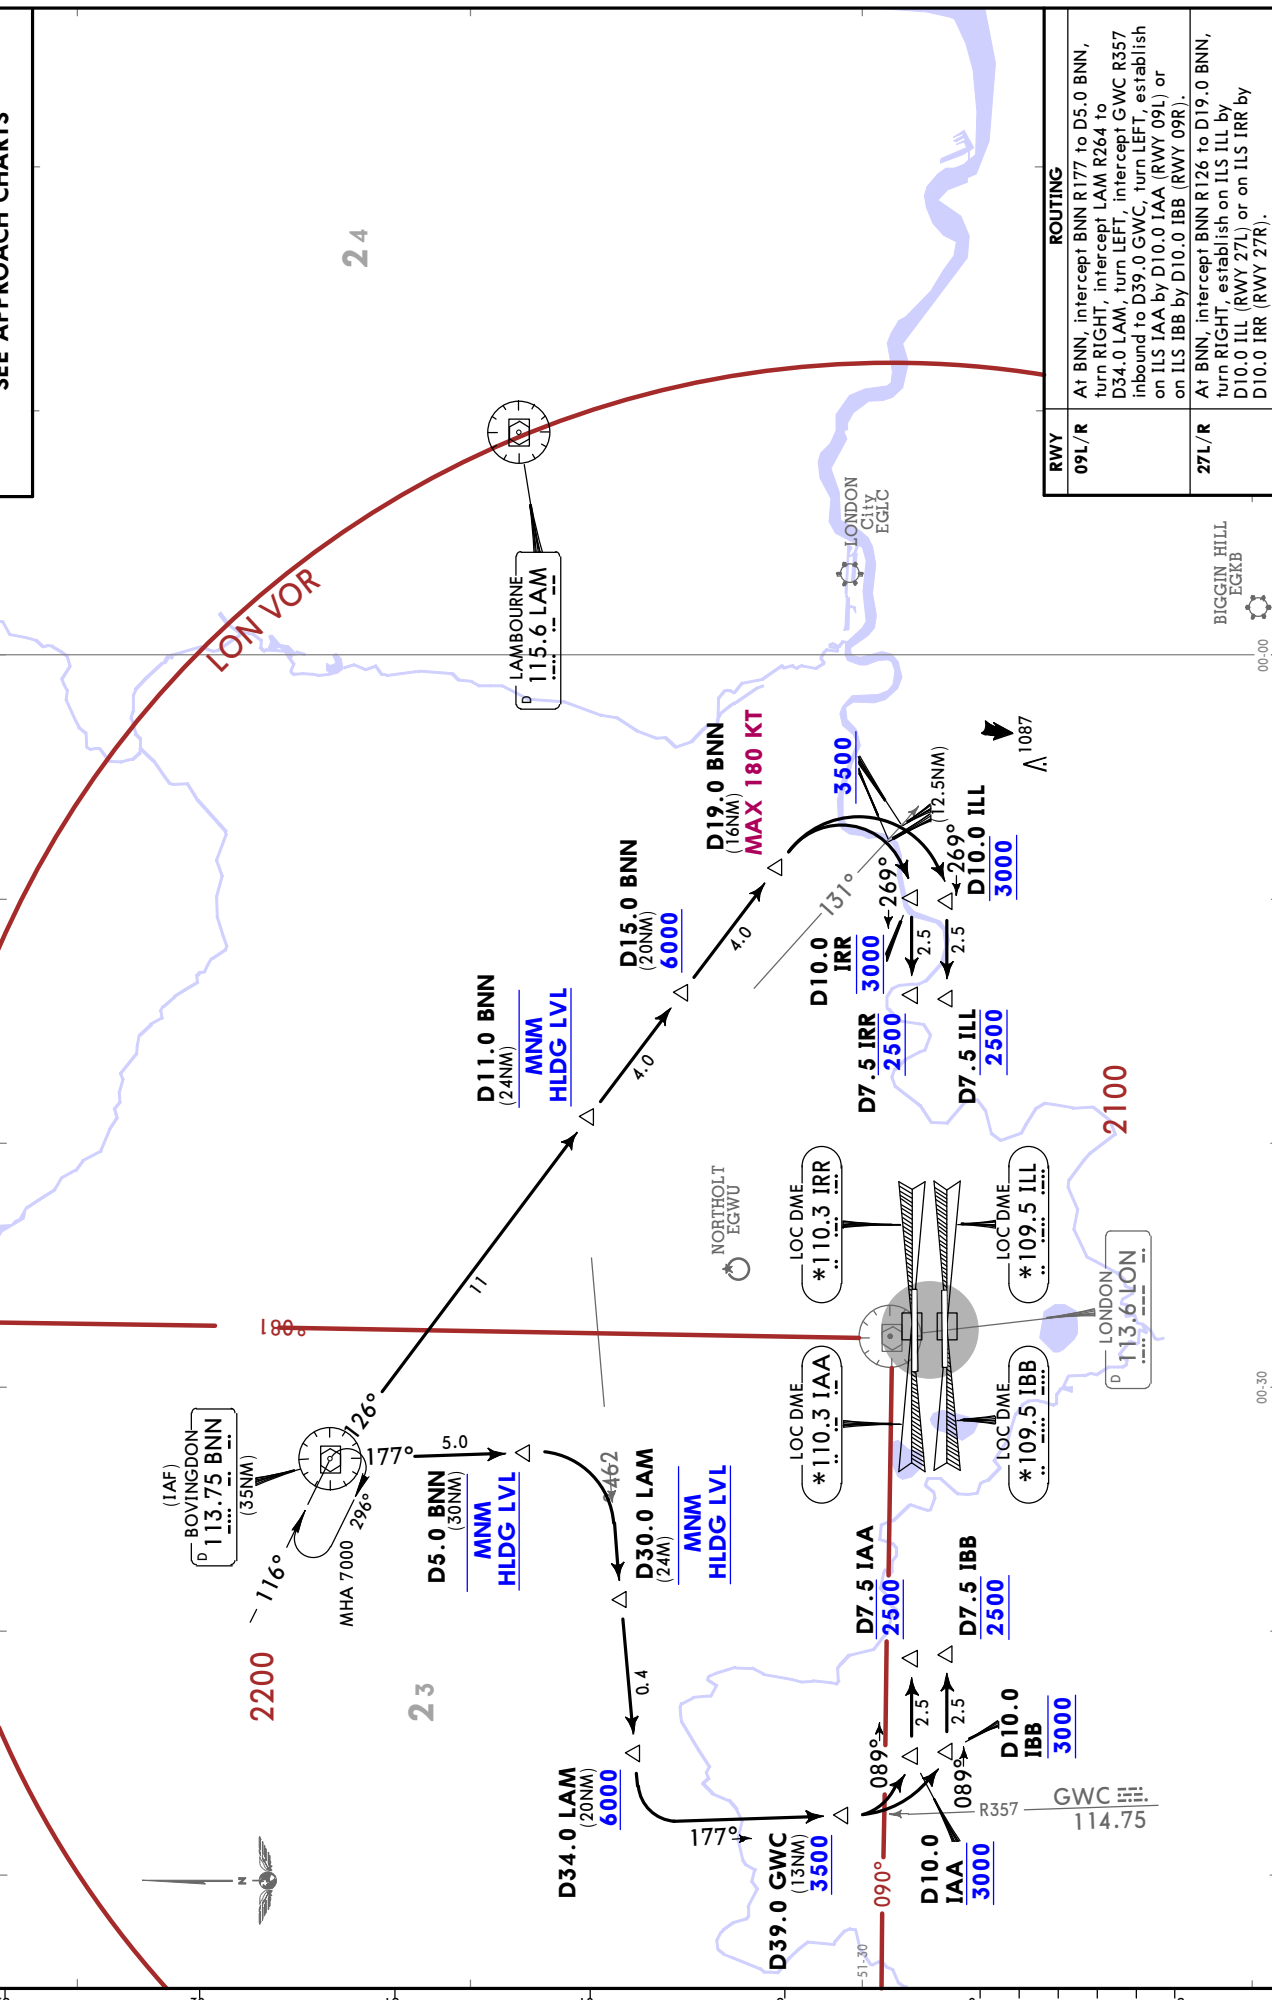 SEE APPROACH CHARTS
24
LON VOR
D
LAMBOURNE
115.6 LAM
(IAF)
D
BOVINGDON
113.75 BNN
(35NM)
116°
MHA 7000
296°
126°
177°
5.0
11
081°
2200
23
D5.0 BNN
(30NM)
MNM
HLDG LVL
D11.0 BNN
(24NM)
MNM
HLDG LVL
4.0
D15.0 BNN
(20NM)
6000
4.0
D19.0 BNN
(16NM)
MAX 180 KT
D30.0 LAM
(24M)
MNM
HLDG LVL
0.4
D34.0 LAM
(20NM)
6000
177°
D39.0 GWC
(13NM)
3500
NORTHOLT
EGWU
LONDON
City
EGLC
BIGGIN HILL
EGKB
131°
3500
(12.5NM)
269°
269°
D10.0
IRR
3000
D10.0 ILL
3000
2.5
2.5
D7.5 IRR
2500
D7.5 ILL
2500
1087
2100
LOC DME
*110.3 IRR
LOC DME
*109.5 ILL
LOC DME
*110.3 IAA
LOC DME
*109.5 IBB
D
LONDON
113.6 LON
D7.5 IAA
2500
D7.5 IBB
2500
2.5
2.5
089°
089°
D10.0
IBB
3000
D10.0
IAA
3000
R357
GWC
114.75
090°
51-30
00-30
00-00
N
RWY
ROUTING
09L/R
At BNN, intercept BNN R177 to D5.0 BNN,
turn RIGHT, intercept LAM R264 to
D34.0 LAM, turn LEFT, intercept GWC R357
inbound to D39.0 GWC, turn LEFT, establish
on ILS IAA by D10.0 IAA (RWY 09L) or
on ILS IBB by D10.0 IBB (RWY 09R).
27L/R
At BNN, intercept BNN R126 to D19.0 BNN,
turn RIGHT, establish on ILS ILL by
D10.0 ILL (RWY 27L) or on ILS IRR by
D10.0 IRR (RWY 27R).